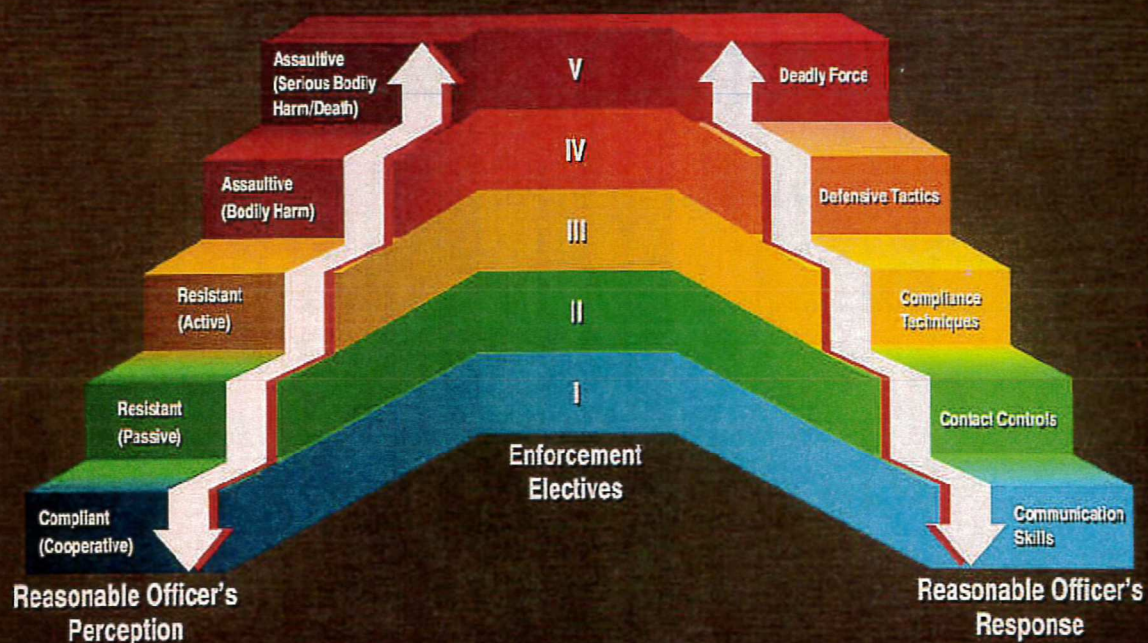 Assaultive
(Serious Bodily
Harm/Death)
V
Deadly Force
Assaultive
(Bodily Harm)
IV
Defensive Tactics
Resistant
(Active)
III
Compliance
Techniques
Resistant
(Passive)
II
Contact Controls
Compliant
(Cooperative)
I
Communication
Skills
Enforcement
Electives
Reasonable Officer's
Perception
Reasonable Officer's
Response